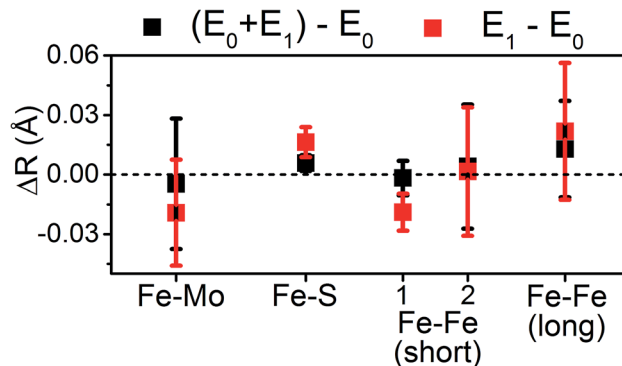 (E₀+E₁) - E₀ E₁ - E₀
0.06
0.03
0.00
-0.03
ΔR (Å)
Fe-Mo Fe-S 1 2 Fe-Fe
Fe-Fe (long)
(short)